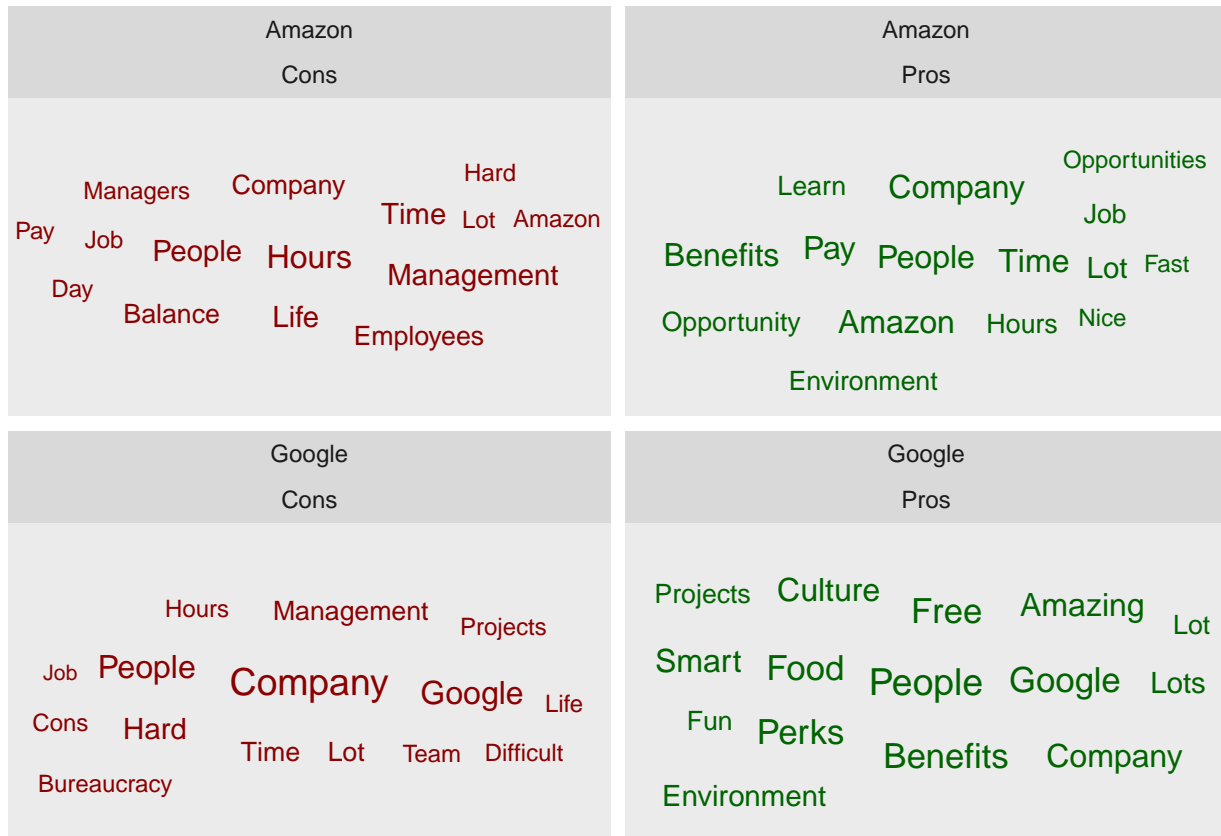 Amazon
Cons
Hard
Managers Company
Time Lot Amazon
Pay Job People Hours
Management
Day
Balance Life
Employees
Amazon
Pros
Opportunities
Learn Company
Job
Benefits Pay People Time Lot Fast
Opportunity Amazon Hours Nice
Environment
Google
Cons
Hours Management
Projects
Job People
Company Google Life
Cons Hard
Time Lot Team Difficult
Bureaucracy
Google
Pros
Projects Culture
Free Amazing
Lot
Smart Food
People Google Lots
Fun Perks
Benefits Company
Environment